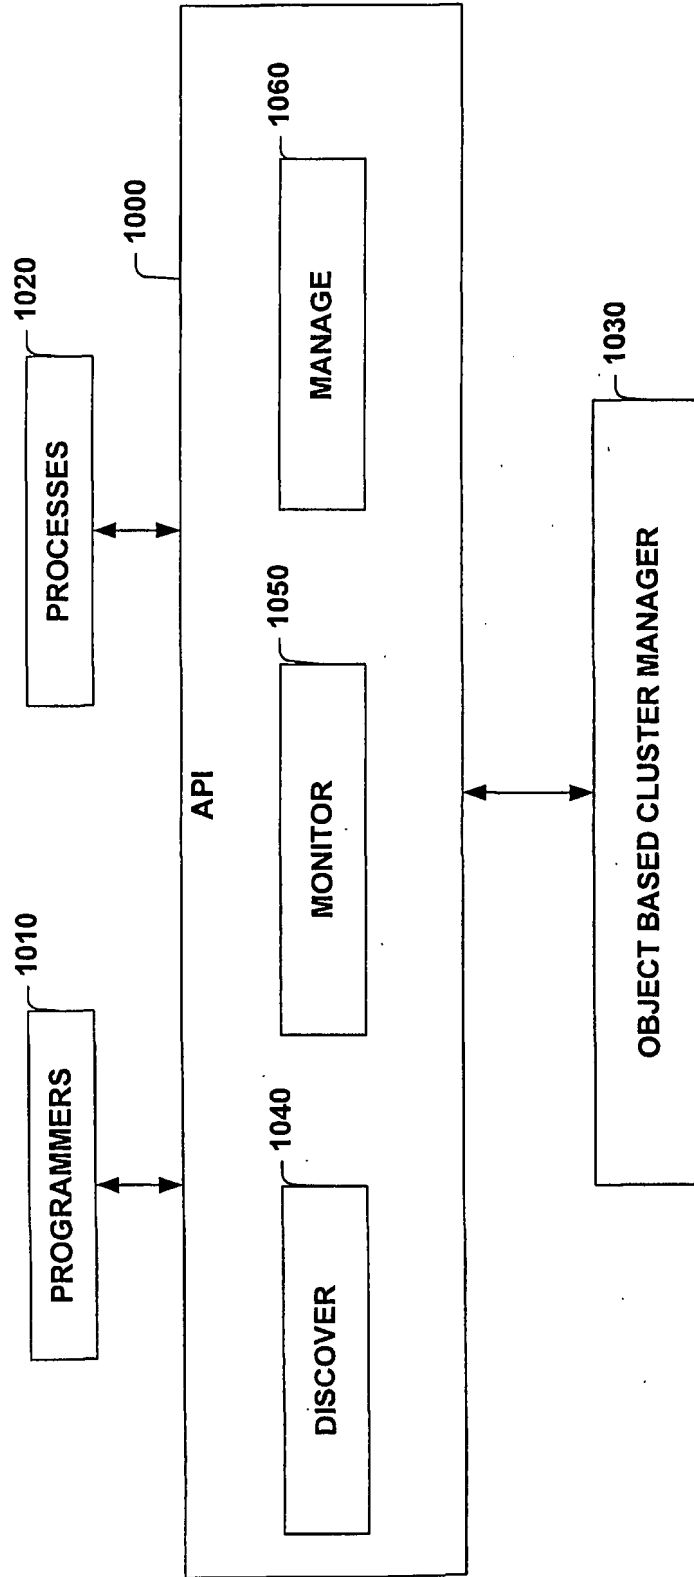 PROGRAMMERS
1010
PROCESSES
1020
API
1000
DISCOVER
1040
MONITOR
1050
MANAGE
1060
OBJECT BASED CLUSTER MANAGER
1030